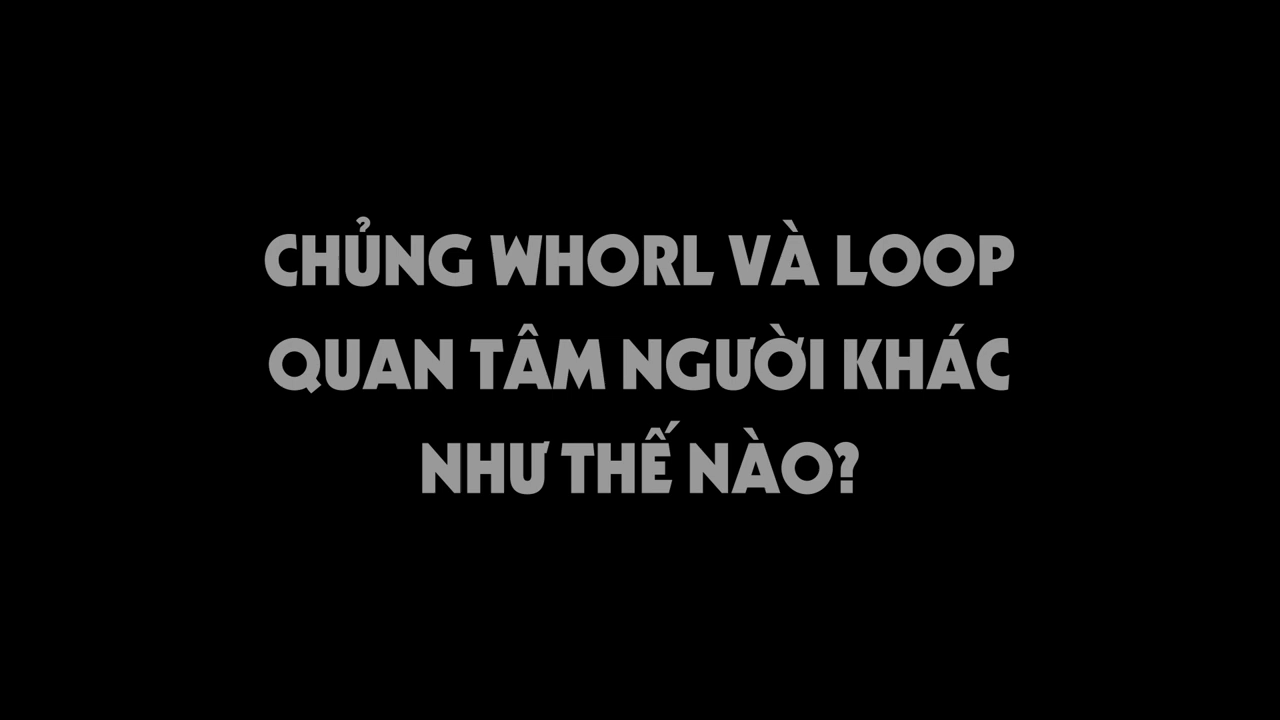 CHỦNG WHORL VÀ LOOP
QUAN TÂM NGƯỜI KHÁC
NHƯ THẾ NÀO?